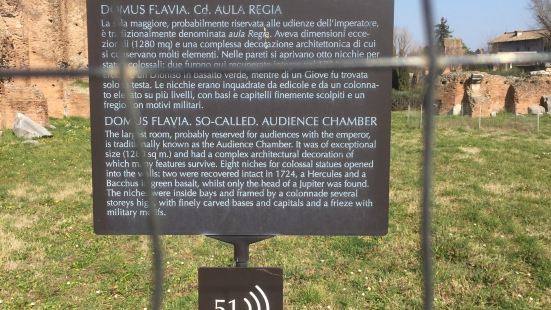 DOMUS FLAVIA. Cd. AULA REGIA
La sala maggiore, probabilmente riservata alle udienze dell'imperatore,
è tradizionalmente denominata aula Regia. Aveva dimensioni ecce-
zionali (1280 mq) e una complessa decorazione architettonica di cui
si conservano molti elementi. Nelle pareti si aprivano otto nicchie per
statue colossali: due furono
e un Dioniso in basalto verde, mentre di un Giove fu trovata
solo la testa. Le nicchie erano inquadrate da edicole e da un colonna-
to elevato su più livelli, con basi e capitelli finemente scolpiti e un
fregio con motivi militari.
DOMUS FLAVIA. SO-CALLED. AUDIENCE CHAMBER
The largest room, probably reserved for audiences with the emperor,
is traditionally known as the Audience Chamber. It was of exceptional
size (1280 sq m.) and had a complex architectural decoration of
which many features survive. Eight niches for colossal statues opened
into the walls: two were recovered intact in 1724, a Hercules and a
Bacchus in green basalt, whilst only the head of a Jupiter was found.
The niches were inside bays and framed by a colonnade several
storeys high, with finely carved bases and capitals and a frieze with
military motifs.
51